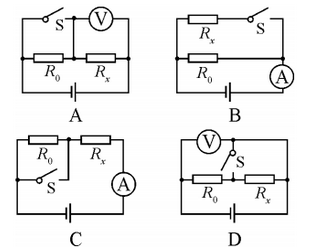 S V
R₀ Rₓ
A
Rₓ S
R₀ A
B
R₀ Rₓ
S A
C
V S
R₀ Rₓ
D